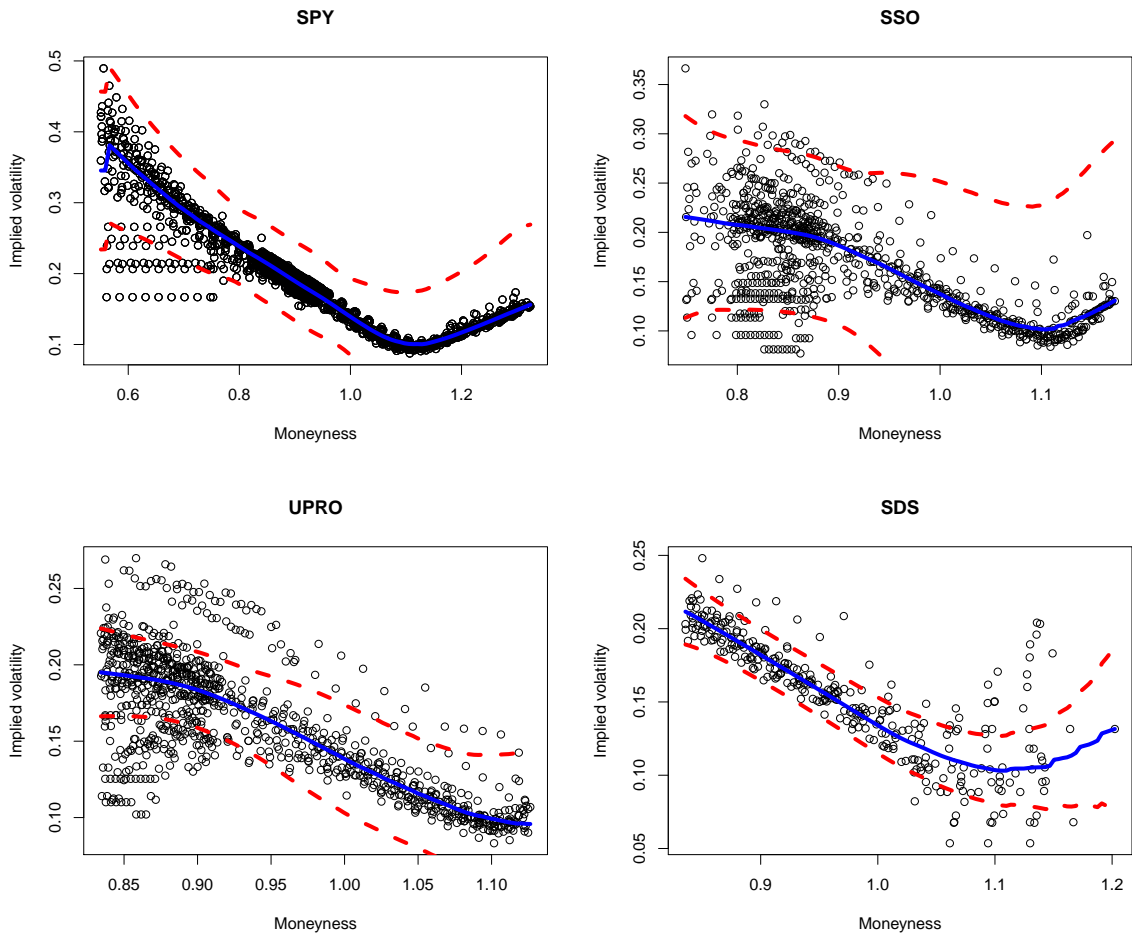 SPY
Implied volatility
0.1 0.2 0.3 0.4 0.5
0.6 0.8 1.0 1.2
Moneyness
SSO
Implied volatility
0.10 0.15 0.20 0.25 0.30 0.35
0.8 0.9 1.0 1.1
Moneyness
UPRO
Implied volatility
0.10 0.15 0.20 0.25
0.85 0.90 0.95 1.00 1.05 1.10
Moneyness
SDS
Implied volatility
0.05 0.10 0.15 0.20 0.25
0.9 1.0 1.1 1.2
Moneyness